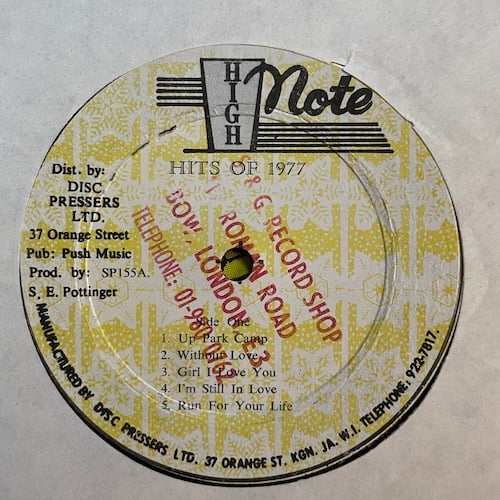 HIGH Note
HITS OF 1977
Dist. by:
DISC
PRESSERS
LTD.
37 Orange Street
Pub: Push Music
Prod. by: SP155A.
S. E. Pottinger
& G RECORD SHOP
ROMAN ROAD
BOW, LONDON E3
TELEPHONE: 01-98
Side One
1. Up Park Camp
2. Without Love
3. Girl I Love You
4. I'm Still In Love
5. Run For Your Life
MANUFACTURED BY DISC PRESSERS LTD. 37 ORANGE ST. KGN. JA. W.I. TELEPHONE: 922-7817.